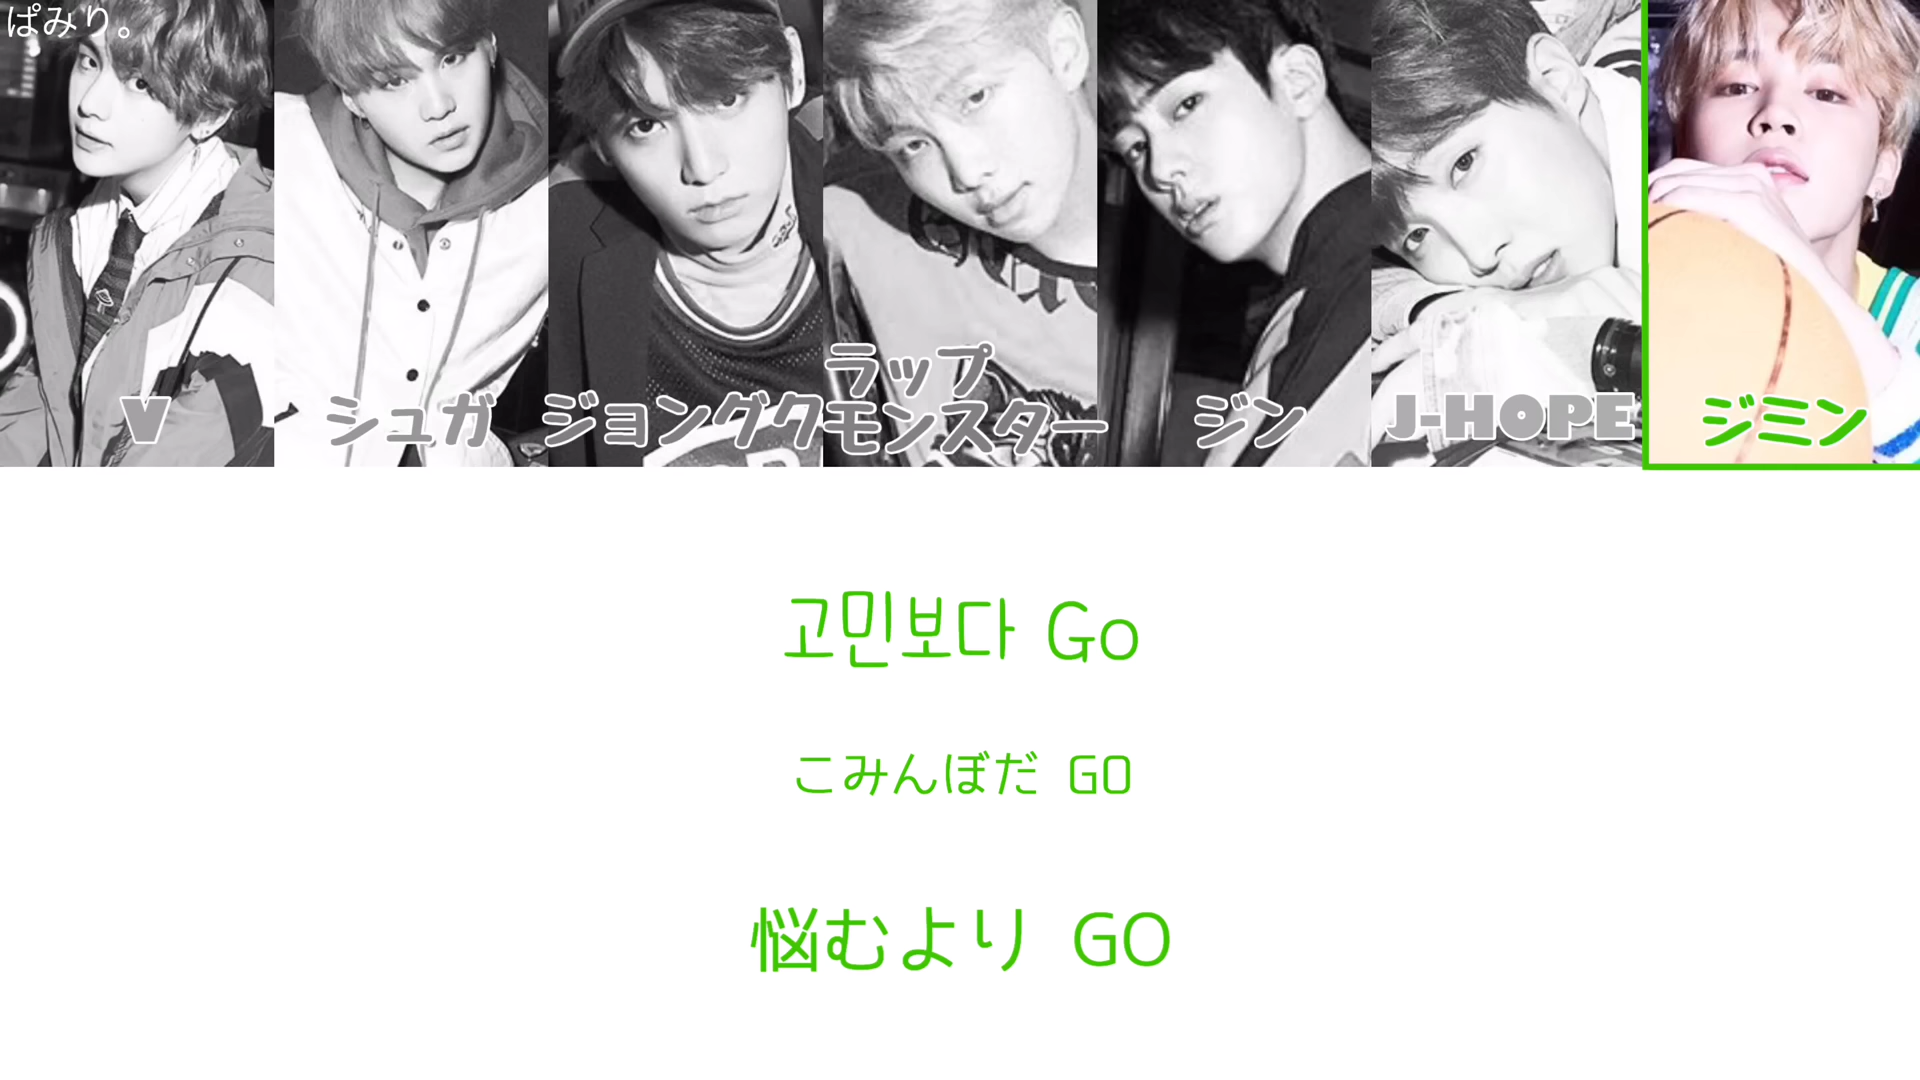 ぱみり。
V
シュガ
ジョングク
ラップ
モンスター
ジン
J-HOPE
ジミン
고민보다 Go
こみんぼだ GO
悩むより GO